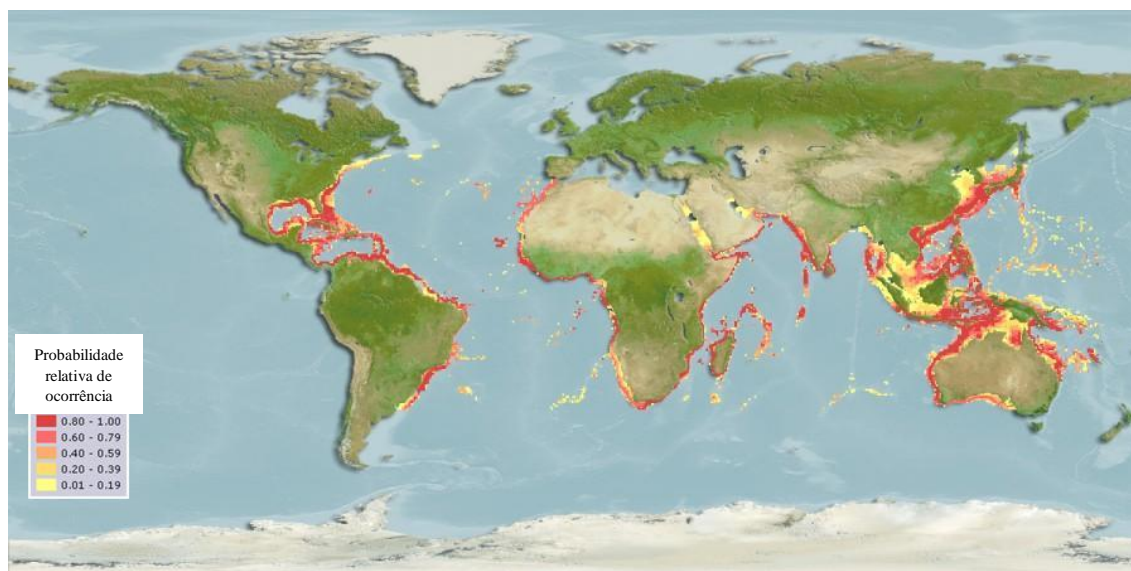 Probabilidade
relativa de
ocorrência
0.80 - 1.00
0.60 - 0.79
0.40 - 0.59
0.20 - 0.39
0.01 - 0.19